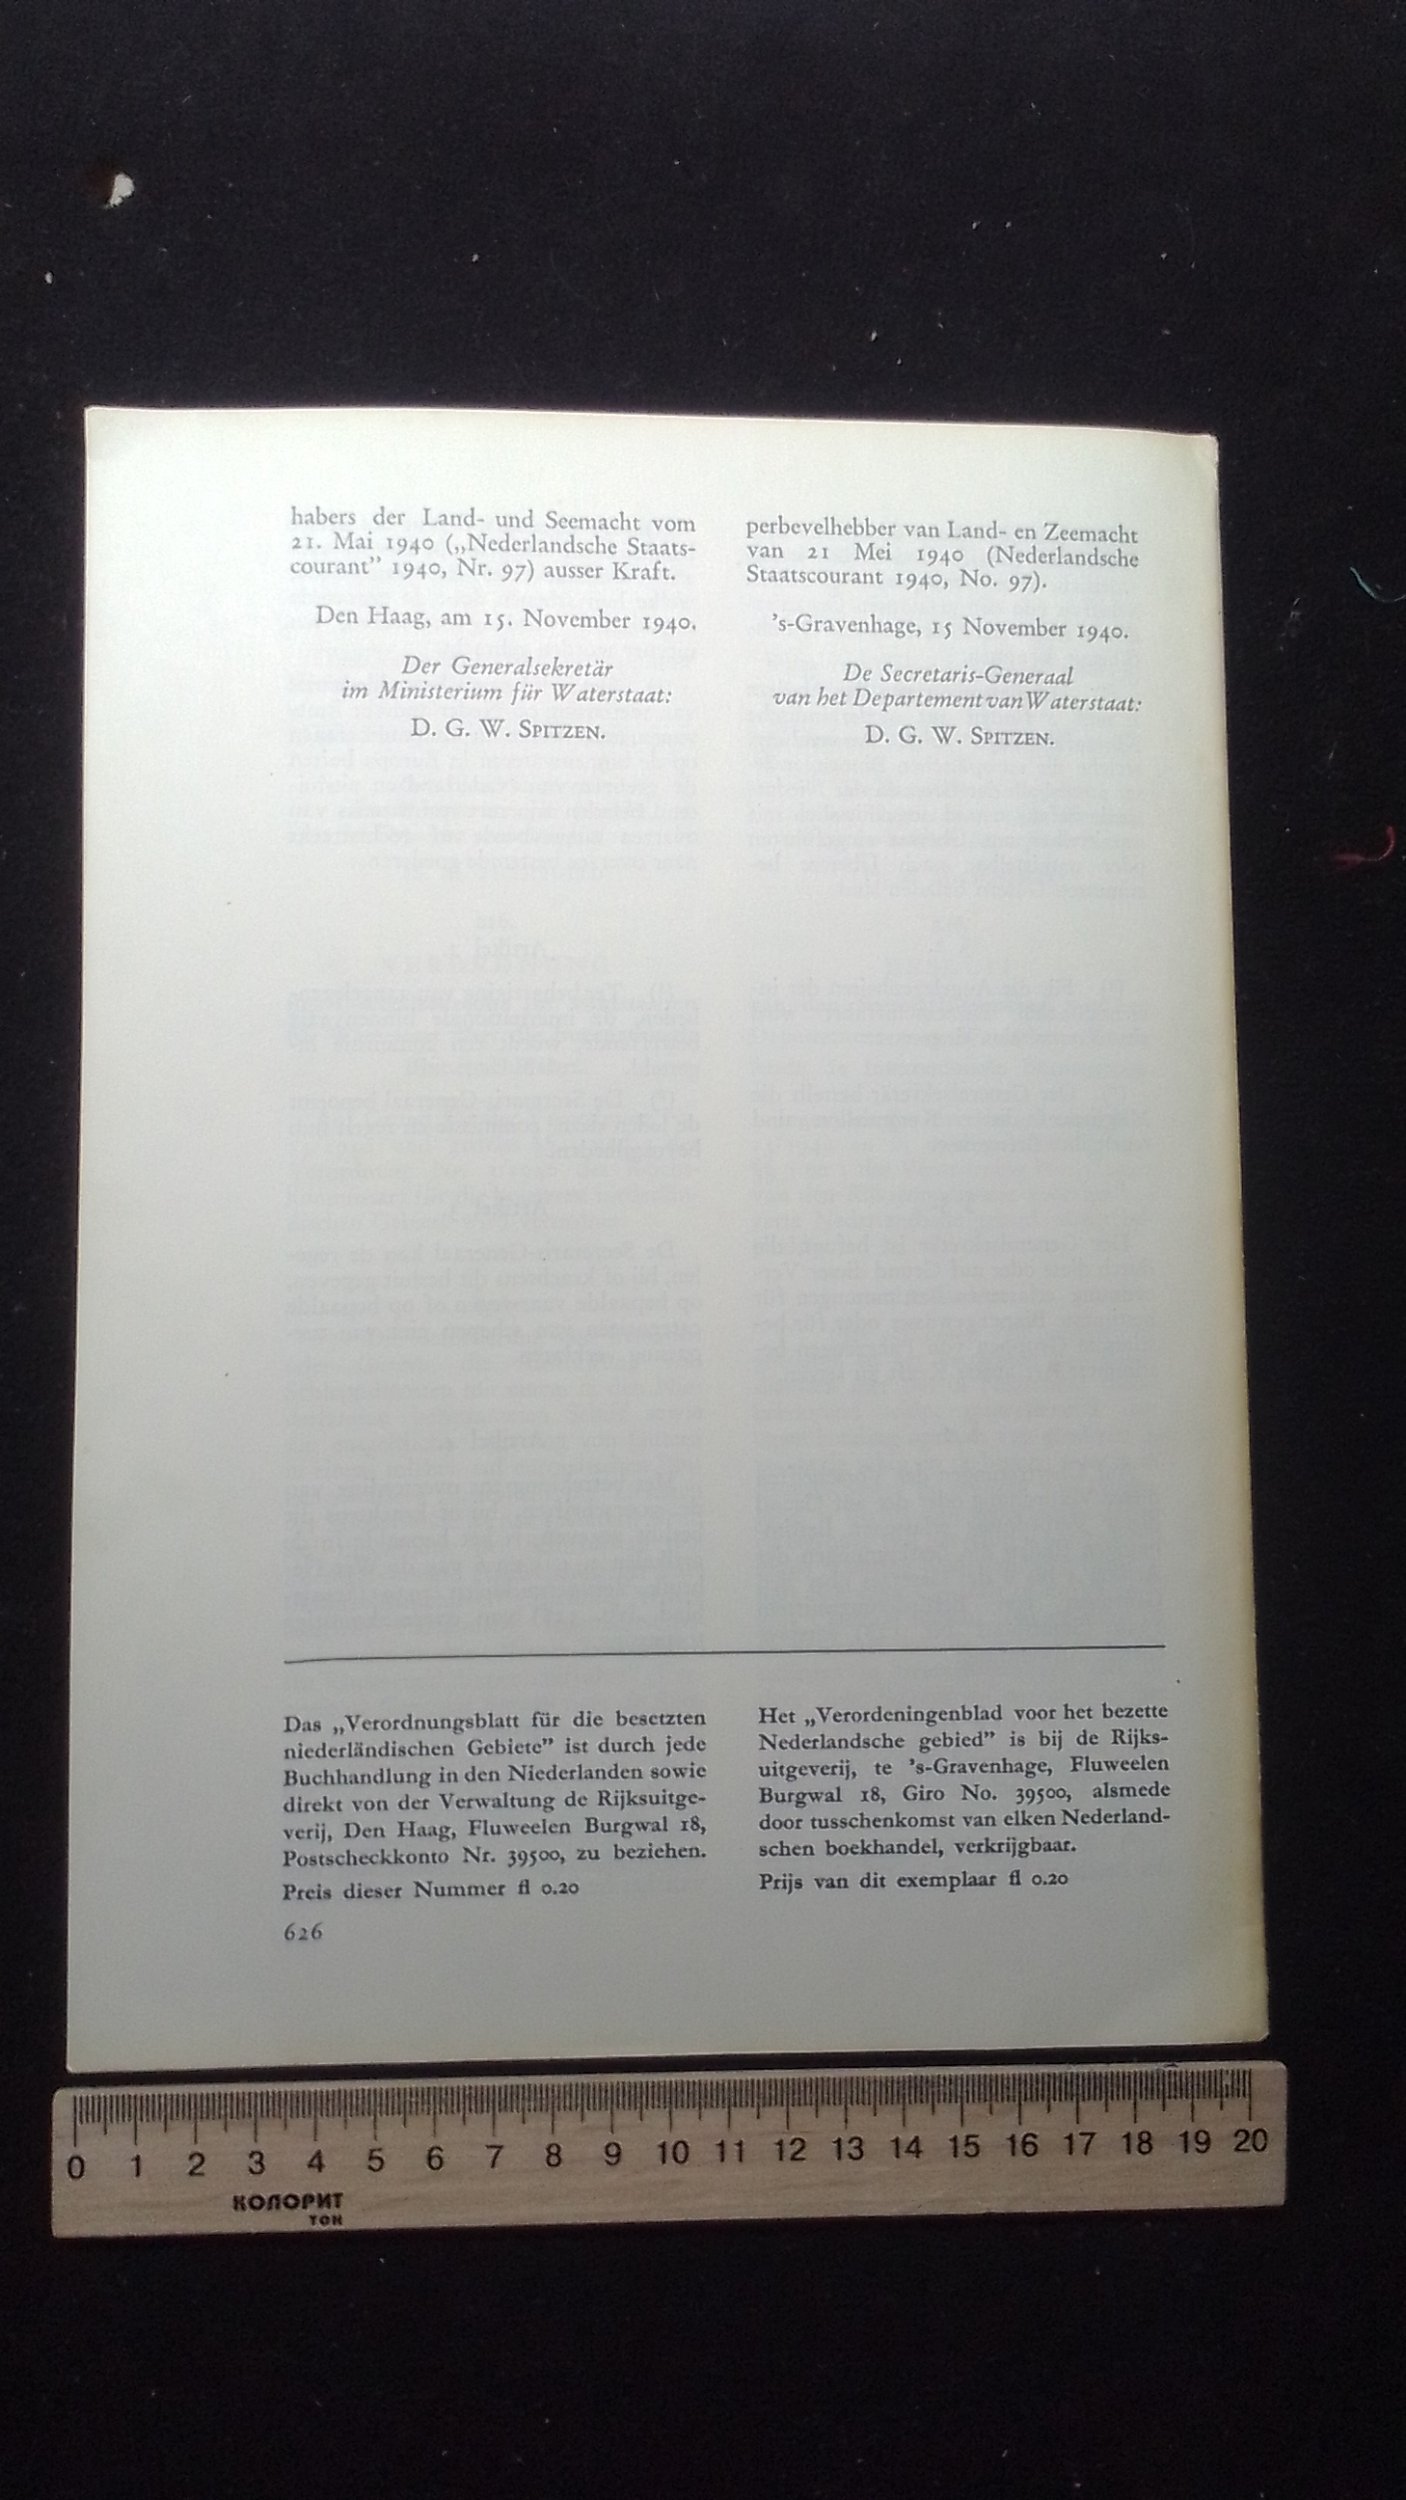 habers der Land- und Seemacht vom
21. Mai 1940 („Nederlandsche Staats-
courant” 1940, Nr. 97) ausser Kraft.
Den Haag, am 15. November 1940.
Der Generalsekretär
im Ministerium für Waterstaat:
D. G. W. SPITZEN.
perbevelhebber van Land- en Zeemacht
van 21 Mei 1940 (Nederlandsche
Staatscourant 1940, No. 97).
’s-Gravenhage, 15 November 1940.
De Secretaris-Generaal
van het Departement van Waterstaat:
D. G. W. SPITZEN.
Das „Verordnungsblatt für die besetzten
niederländischen Gebiete” ist durch jede
Buchhandlung in den Niederlanden sowie
direkt von der Verwaltung de Rijksuitge-
verij, Den Haag, Fluweelen Burgwal 18,
Postscheckkonto Nr. 39500, zu beziehen.
Preis dieser Nummer fl 0.20
626
Het „Verordeningenblad voor het bezette
Nederlandsche gebied” is bij de Rijks-
uitgeverij, te ’s-Gravenhage, Fluweelen
Burgwal 18, Giro No. 39500, alsmede
door tusschenkomst van elken Nederland-
schen boekhandel, verkrijgbaar.
Prijs van dit exemplaar fl 0.20
0 1 2 3 4 5 6 7 8 9 10 11 12 13 14 15 16 17 18 19 20
КОЛОРИТ
ТОН